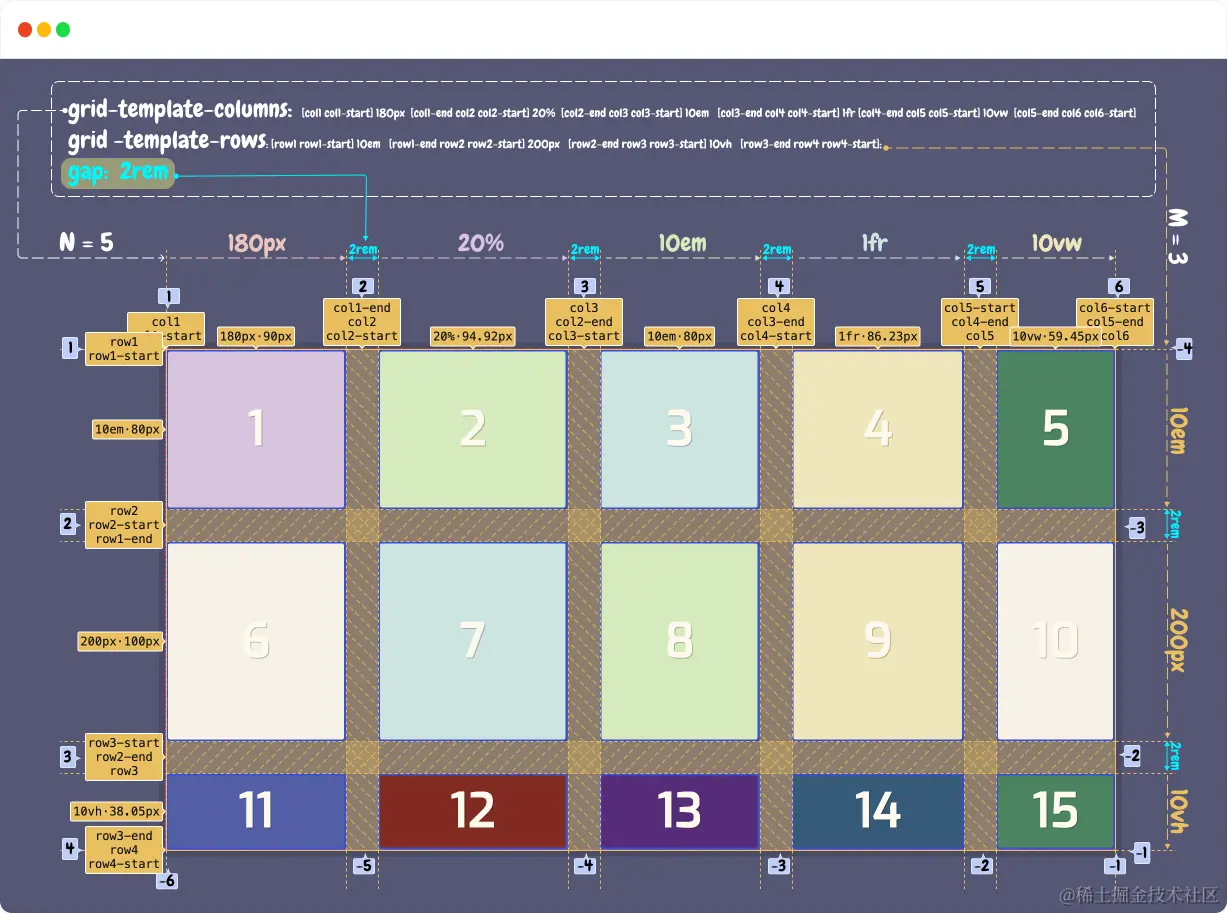 grid-template-columns: [col1 col1-start] 180px [col1-end col2 col2-start] 20% [col2-end col3 col3-start] 10em [col3-end col4 col4-start] 1fr [col4-end col5 col5-start] 10vw [col5-end col6 col6-start]
grid -template-rows: [row1 row1-start] 10em [row1-end row2 row2-start] 200px [row2-end row3 row3-start] 10vh [row3-end row4 row4-start];
gap: 2rem
N = 5
180px
2rem
20%
2rem
10em
2rem
1fr
2rem
10vw
M = 3
1
2
3
4
5
6
col1
start
col1-end
col2
col2-start
col3
col2-end
col3-start
col4
col3-end
col4-start
col5-start
col4-end
col5
col6-start
col5-end
col6
180px·90px
20%·94.92px
10em·80px
1fr·86.23px
10vw·59.45px
1
row1
row1-start
-4
10em·80px
1
2
3
4
5
10em
2
row2
row2-start
row1-end
-3
2rem
200px·100px
6
7
8
9
10
200px
3
row3-start
row2-end
row3
-2
2rem
10vh·38.05px
11
12
13
14
15
10vh
4
row3-end
row4
row4-start
-1
-6
-5
-4
-3
-2
-1
@稀土掘金技术社区